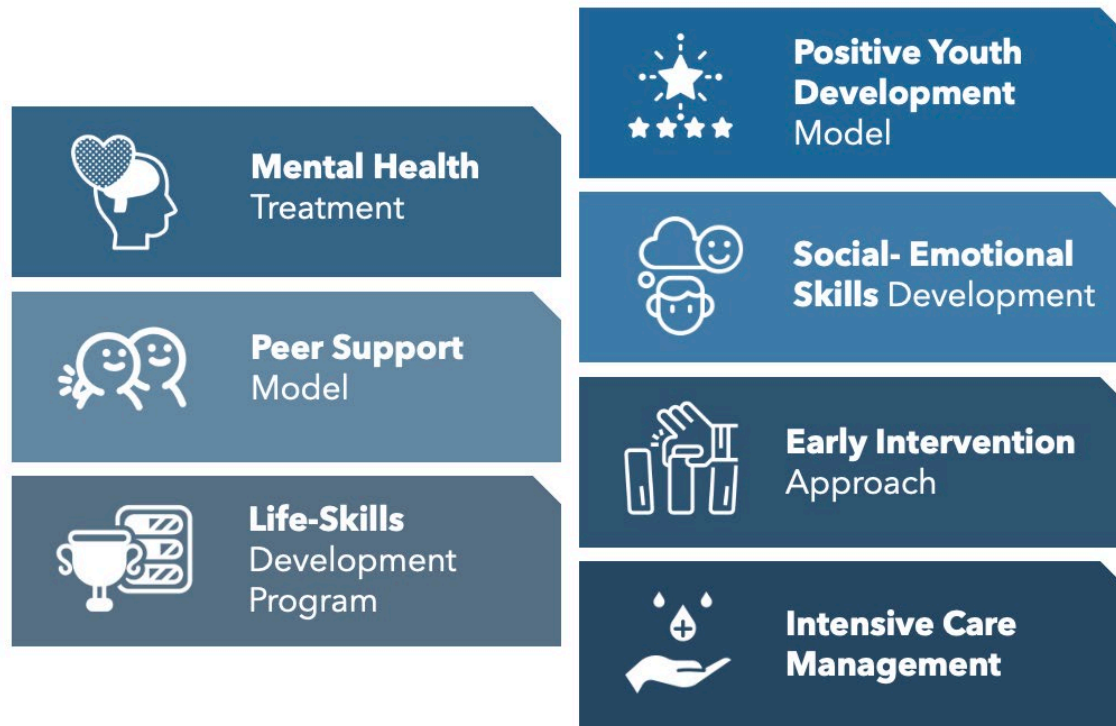 Mental Health
Treatment
Peer Support
Model
Life-Skills
Development
Program
Positive Youth
Development
Model
Social- Emotional
Skills Development
Early Intervention
Approach
Intensive Care
Management